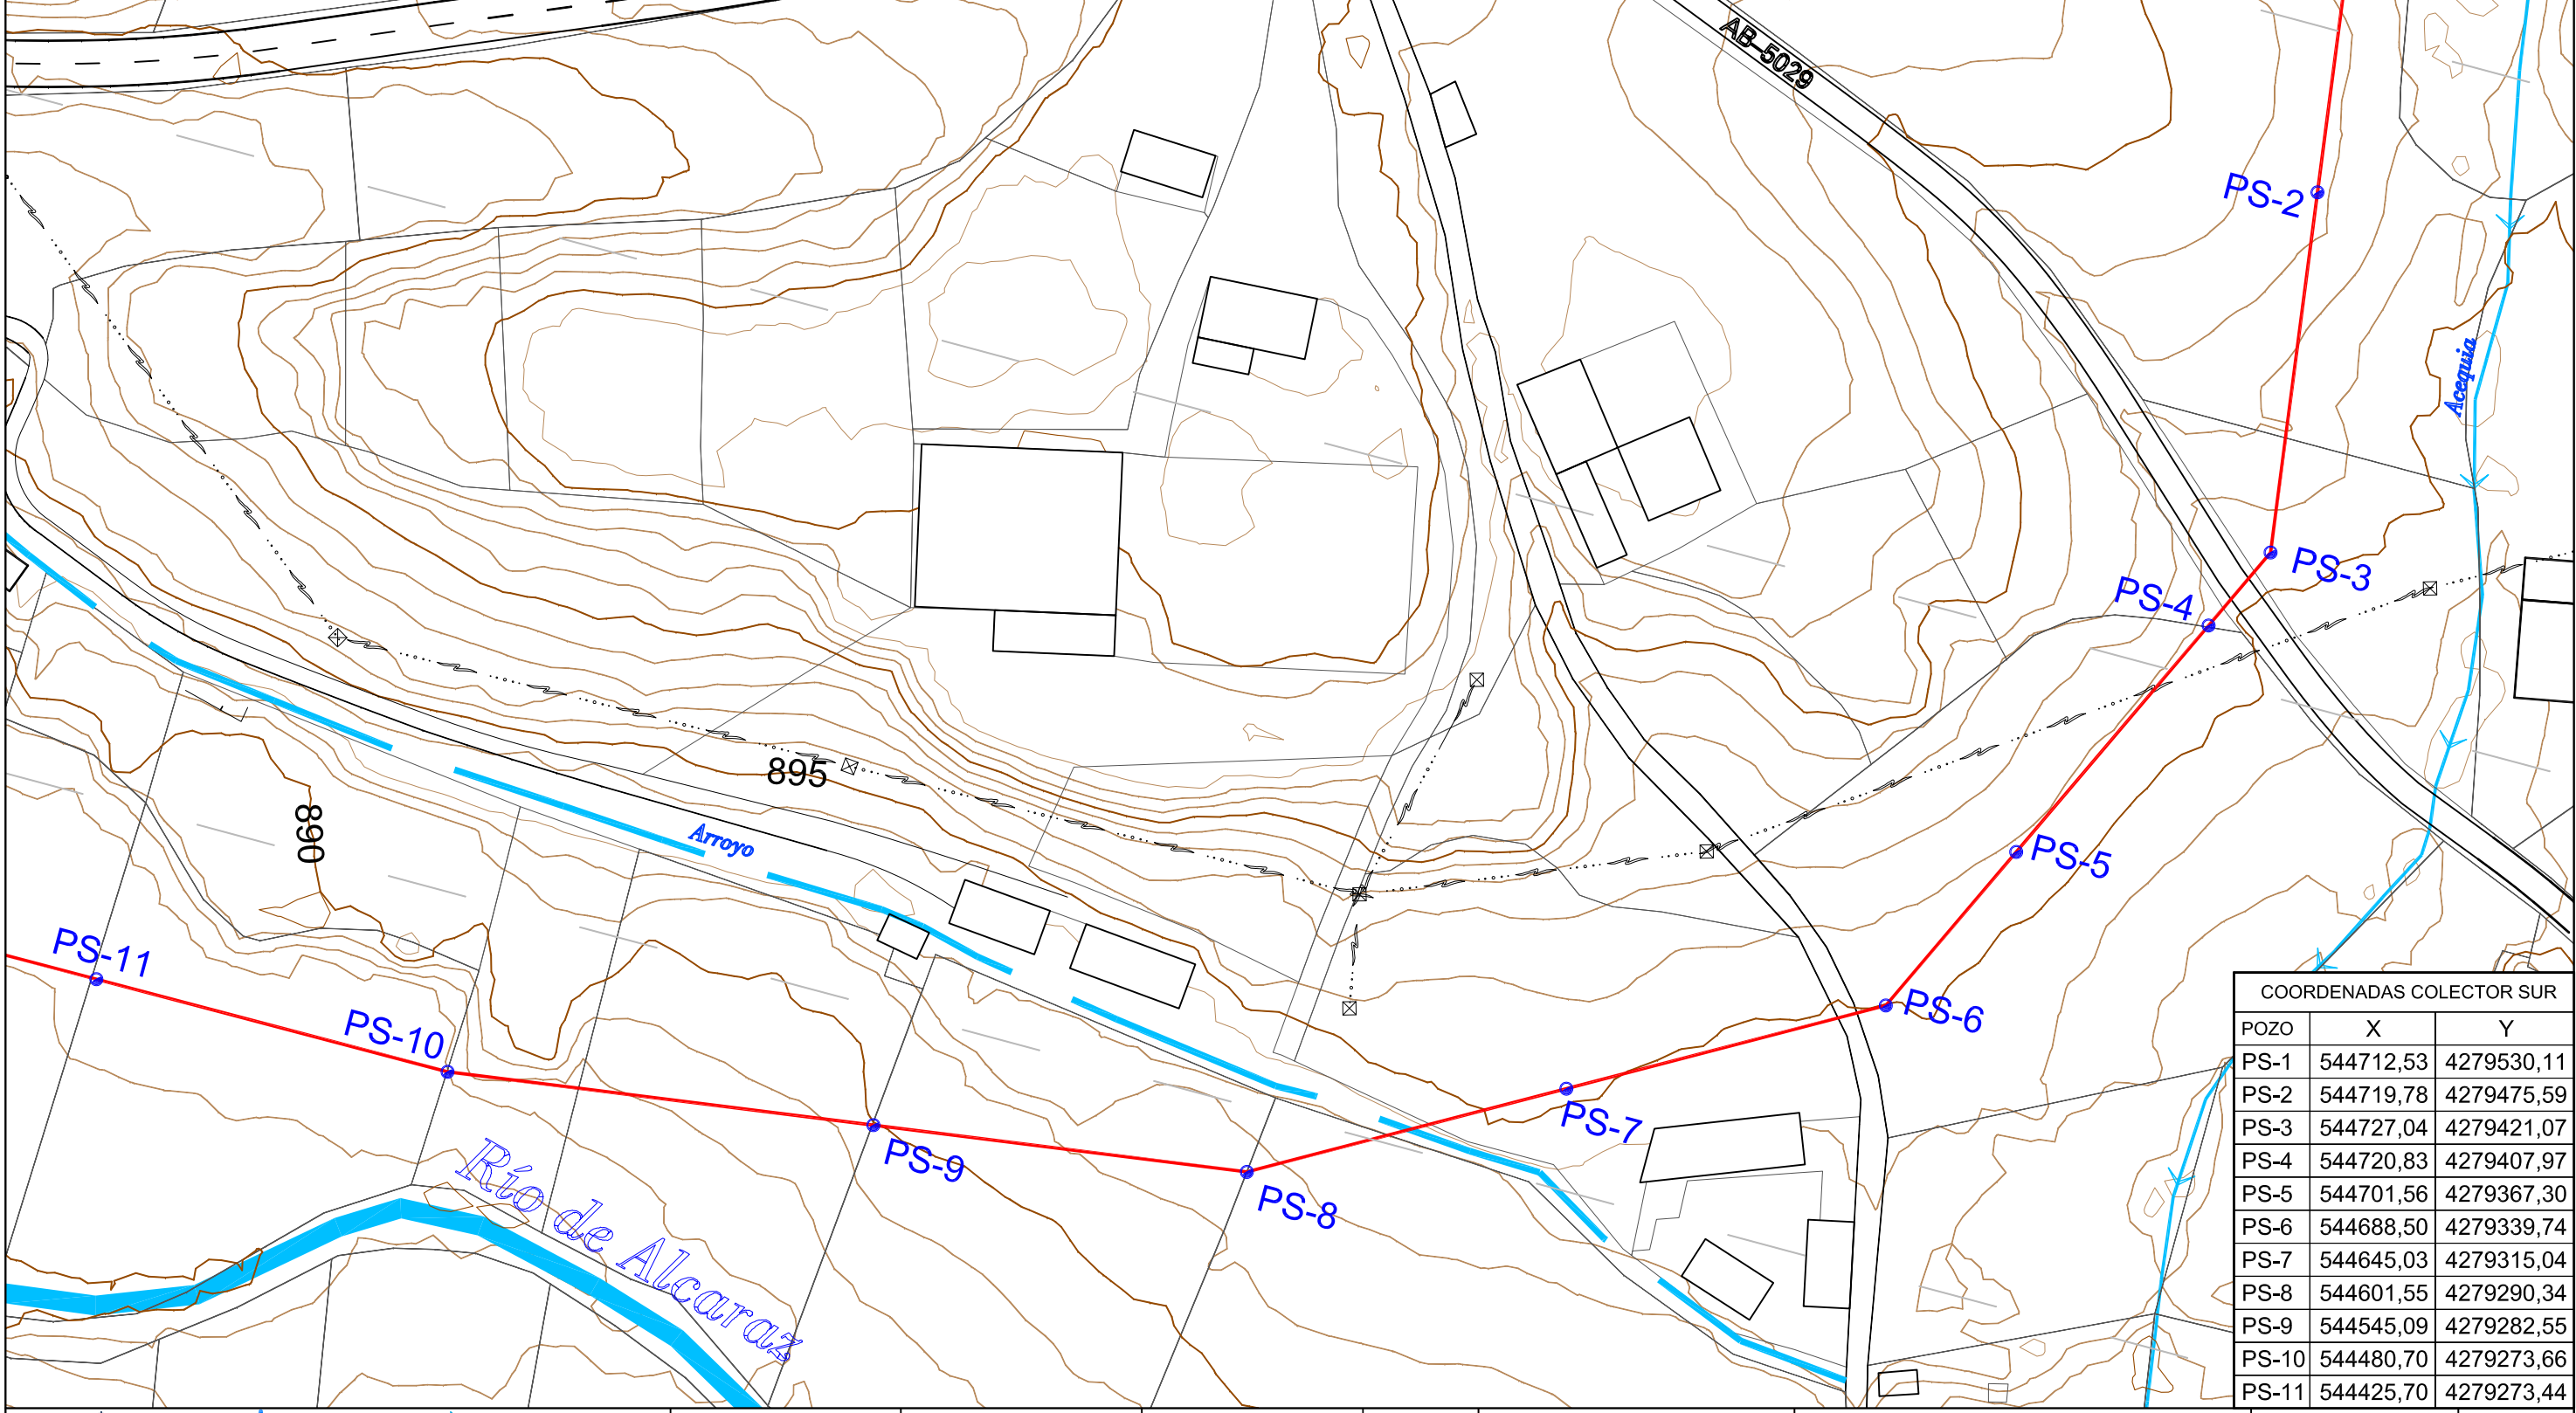 AB-5029
PS-2
Acequia
PS-3
PS-4
895
890
Arroyo
PS-5
PS-11
PS-10
PS-6
PS-7
PS-9
PS-8
Río de Alcaraz
COORDENADAS COLECTOR SUR
POZO X Y
PS-1 544712,53 4279530,11
PS-2 544719,78 4279475,59
PS-3 544727,04 4279421,07
PS-4 544720,83 4279407,97
PS-5 544701,56 4279367,30
PS-6 544688,50 4279339,74
PS-7 544645,03 4279315,04
PS-8 544601,55 4279290,34
PS-9 544545,09 4279282,55
PS-10 544480,70 4279273,66
PS-11 544425,70 4279273,44